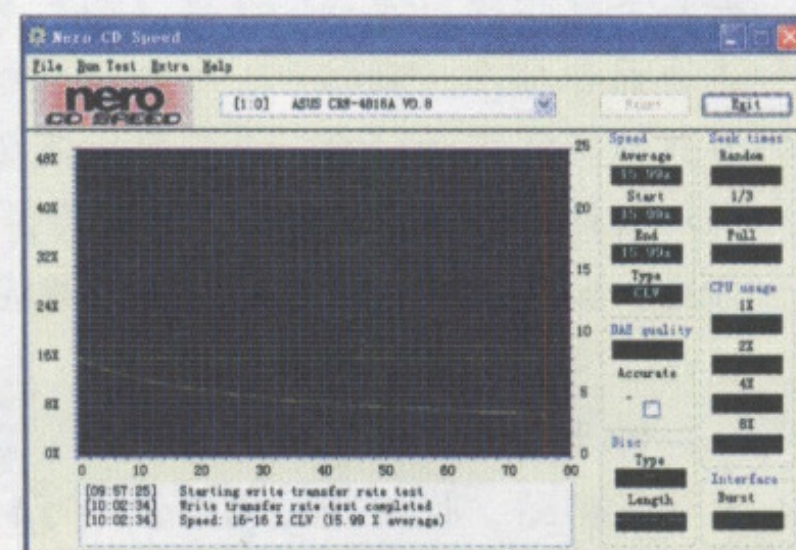 Nero CD Speed
File Run Test Extra Help
nero
CD SPEED
[1:0] ASUS CRW-4816A V0.8
Start
Exit
48X
40X
32X
24X
16X
8X
0X
25
20
15
10
5
0
0 10 20 30 40 50 60 70 80
Speed
Average
15.99x
Start
15.99x
End
15.99x
Type
CLV
DAE quality
Accurate
Disc
Type
Length
Seek times
Random
1/3
Full
CPU usage
1X
2X
4X
8X
Interface
Burst
[09:57:25] Starting write transfer rate test
[10:02:34] Write transfer rate test completed
[10:02:34] Speed: 16-16 X CLV (15.99 X average)